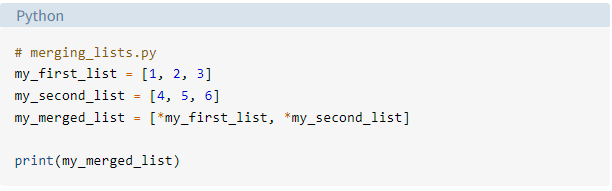 Python
# merging_lists.py
my_first_list = [1, 2, 3]
my_second_list = [4, 5, 6]
my_merged_list = [*my_first_list, *my_second_list]
print(my_merged_list)